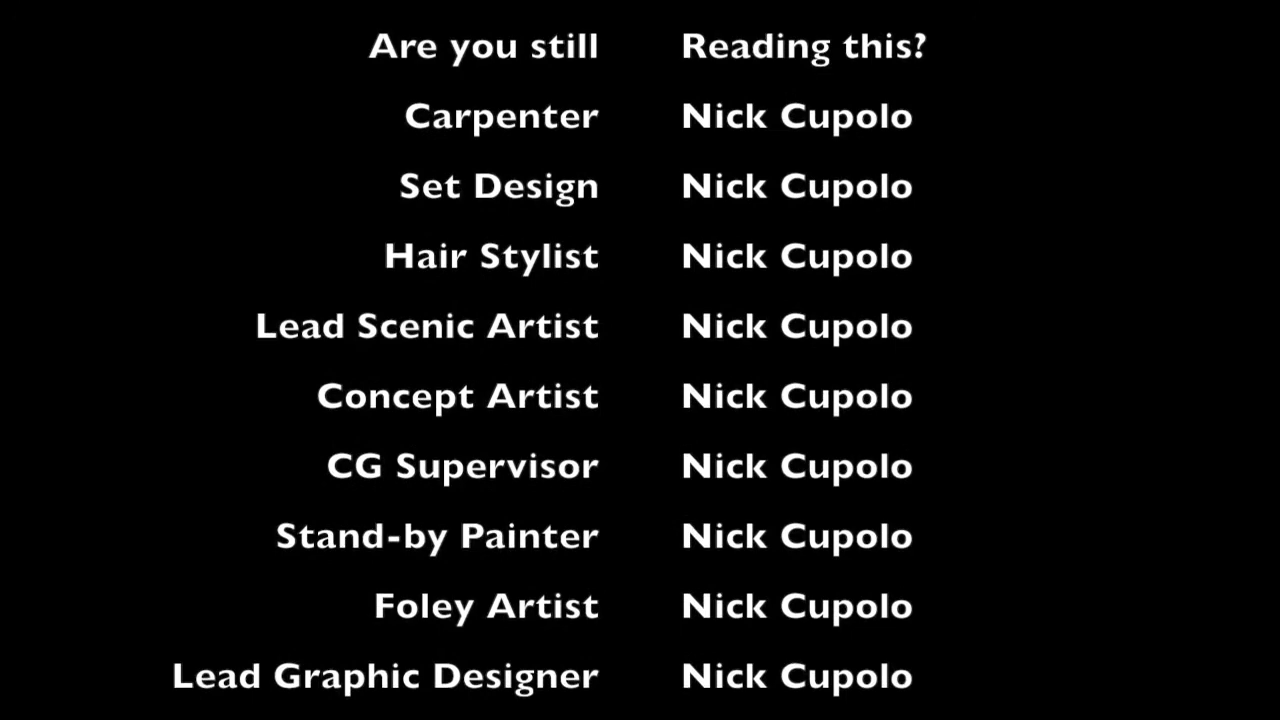 Are you still Reading this?
Carpenter Nick Cupolo
Set Design Nick Cupolo
Hair Stylist Nick Cupolo
Lead Scenic Artist Nick Cupolo
Concept Artist Nick Cupolo
CG Supervisor Nick Cupolo
Stand-by Painter Nick Cupolo
Foley Artist Nick Cupolo
Lead Graphic Designer Nick Cupolo